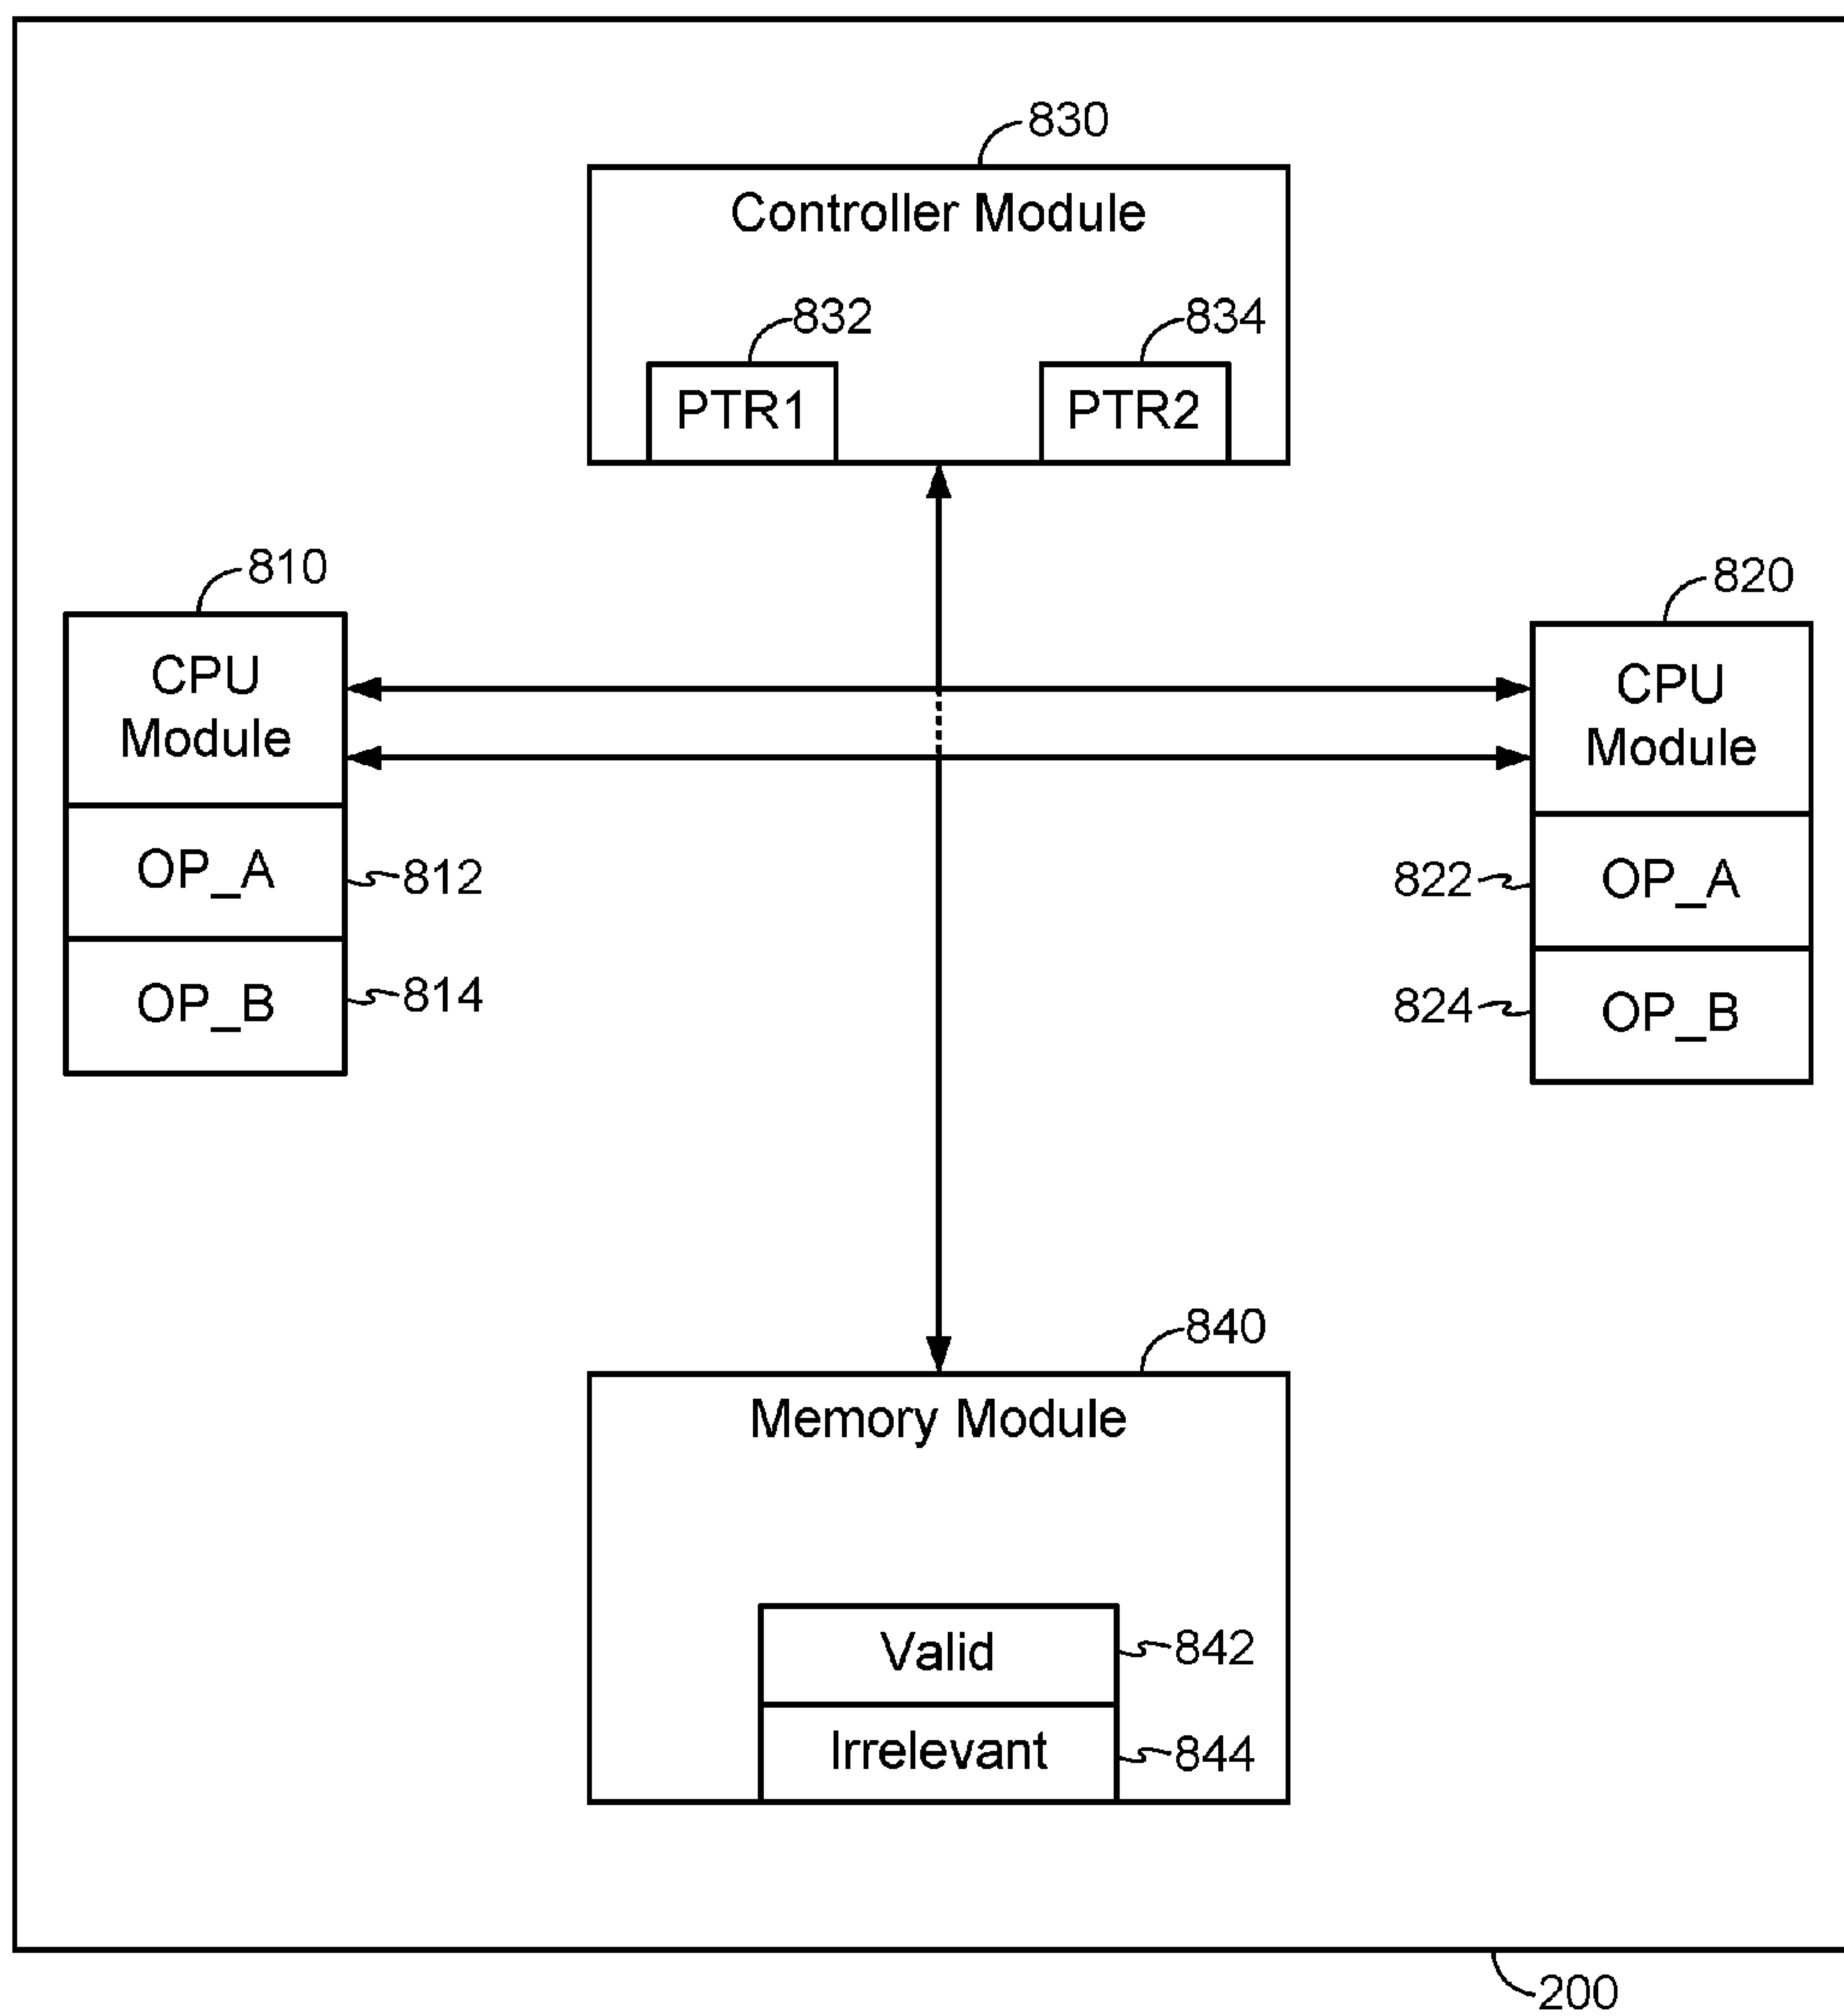 830
Controller Module
832
834
PTR1
PTR2
810
820
CPU
Module
CPU
Module
OP_A
812
822
OP_A
OP_B
814
824
OP_B
840
Memory Module
Valid
842
Irrelevant
844
200